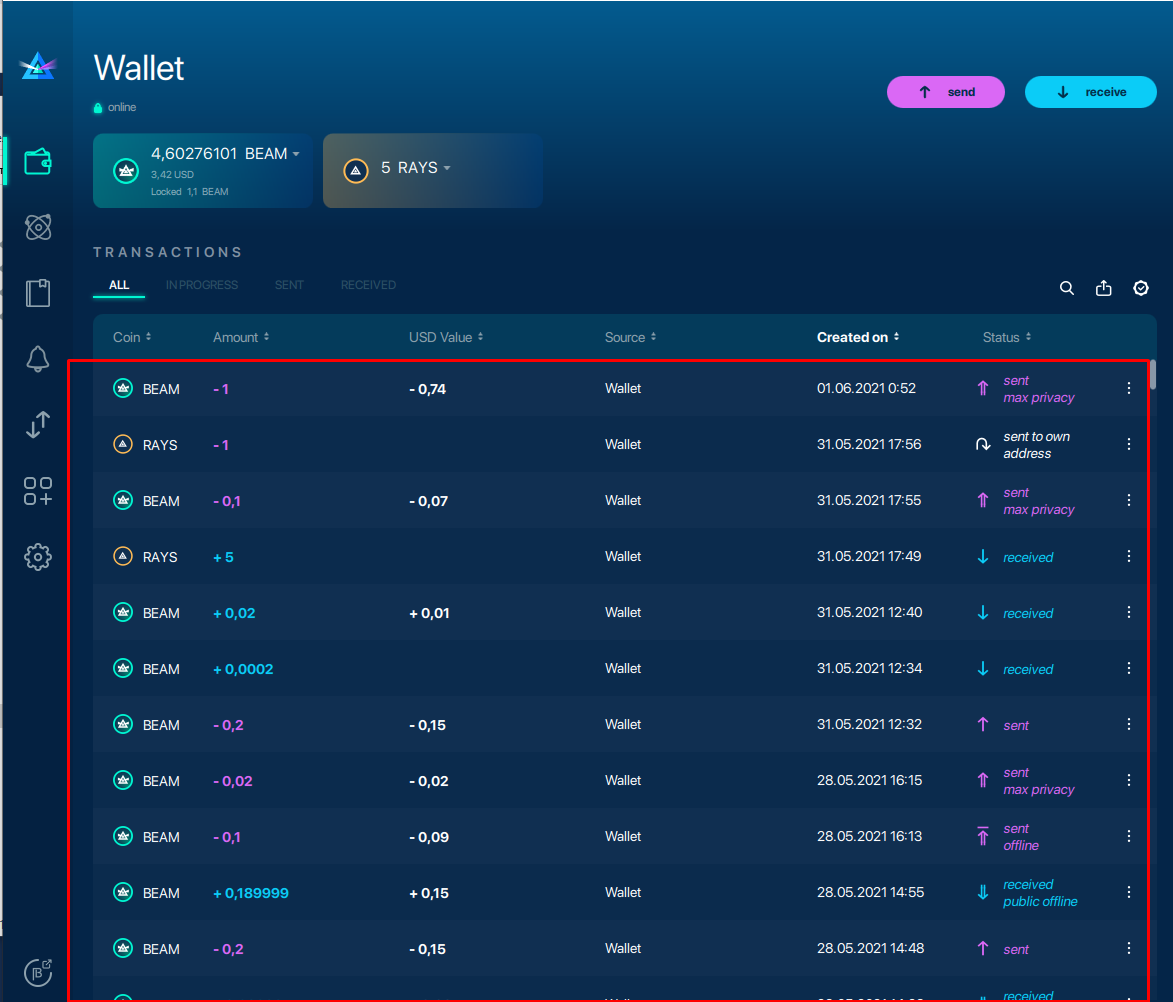 Wallet
online
send
receive
4,60276101 BEAM
3,42 USD
Locked 1,1 BEAM
5 RAYS
TRANSACTIONS
ALL IN PROGRESS SENT RECEIVED
Coin Amount USD Value Source Created on Status
BEAM - 1 - 0,74 Wallet 01.06.2021 0:52 sent max privacy
RAYS - 1 Wallet 31.05.2021 17:56 sent to own address
BEAM - 0,1 - 0,07 Wallet 31.05.2021 17:55 sent max privacy
RAYS + 5 Wallet 31.05.2021 17:49 received
BEAM + 0,02 + 0,01 Wallet 31.05.2021 12:40 received
BEAM + 0,0002 Wallet 31.05.2021 12:34 received
BEAM - 0,2 - 0,15 Wallet 31.05.2021 12:32 sent
BEAM - 0,02 - 0,02 Wallet 28.05.2021 16:15 sent max privacy
BEAM - 0,1 - 0,09 Wallet 28.05.2021 16:13 sent offline
BEAM + 0,189999 + 0,15 Wallet 28.05.2021 14:55 received public offline
BEAM - 0,2 - 0,15 Wallet 28.05.2021 14:48 sent
received